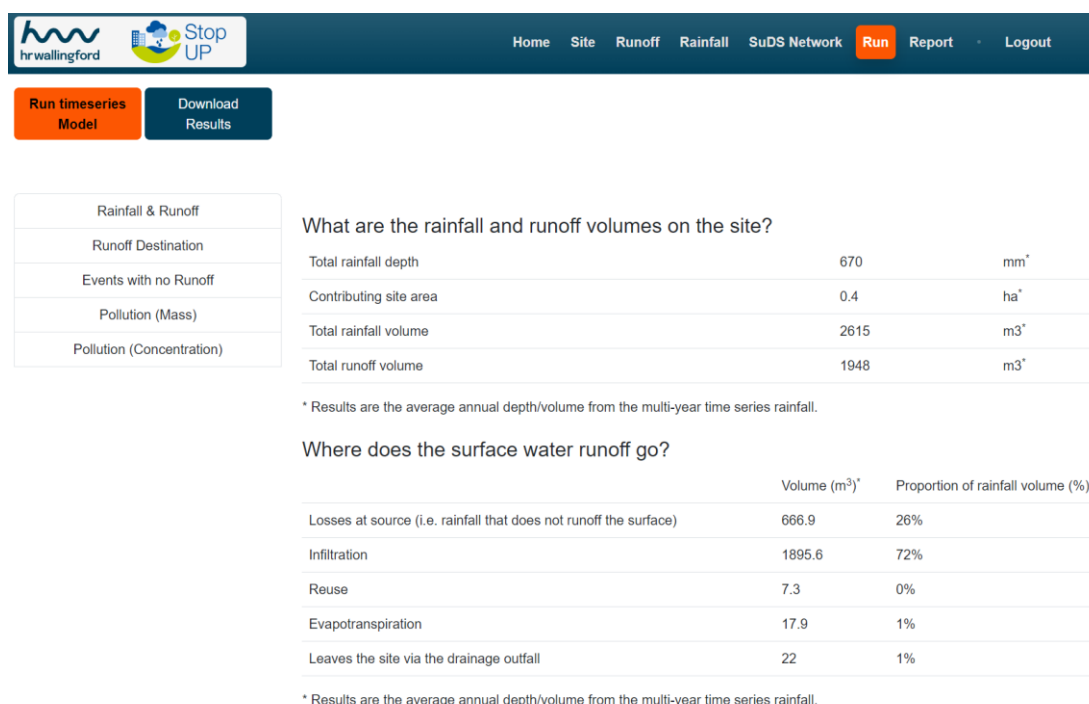 hrwallingford
Stop
UP
Home Site Runoff Rainfall SuDS Network Run Report · Logout
Run timeseries
Model
Download
Results
Rainfall & Runoff
Runoff Destination
Events with no Runoff
Pollution (Mass)
Pollution (Concentration)
What are the rainfall and runoff volumes on the site?
Total rainfall depth 670 mm*
Contributing site area 0.4 ha*
Total rainfall volume 2615 m3*
Total runoff volume 1948 m3*
* Results are the average annual depth/volume from the multi-year time series rainfall.
Where does the surface water runoff go?
Volume (m³)* Proportion of rainfall volume (%)
Losses at source (i.e. rainfall that does not runoff the surface) 666.9 26%
Infiltration 1895.6 72%
Reuse 7.3 0%
Evapotranspiration 17.9 1%
Leaves the site via the drainage outfall 22 1%
* Results are the average annual depth/volume from the multi-year time series rainfall.